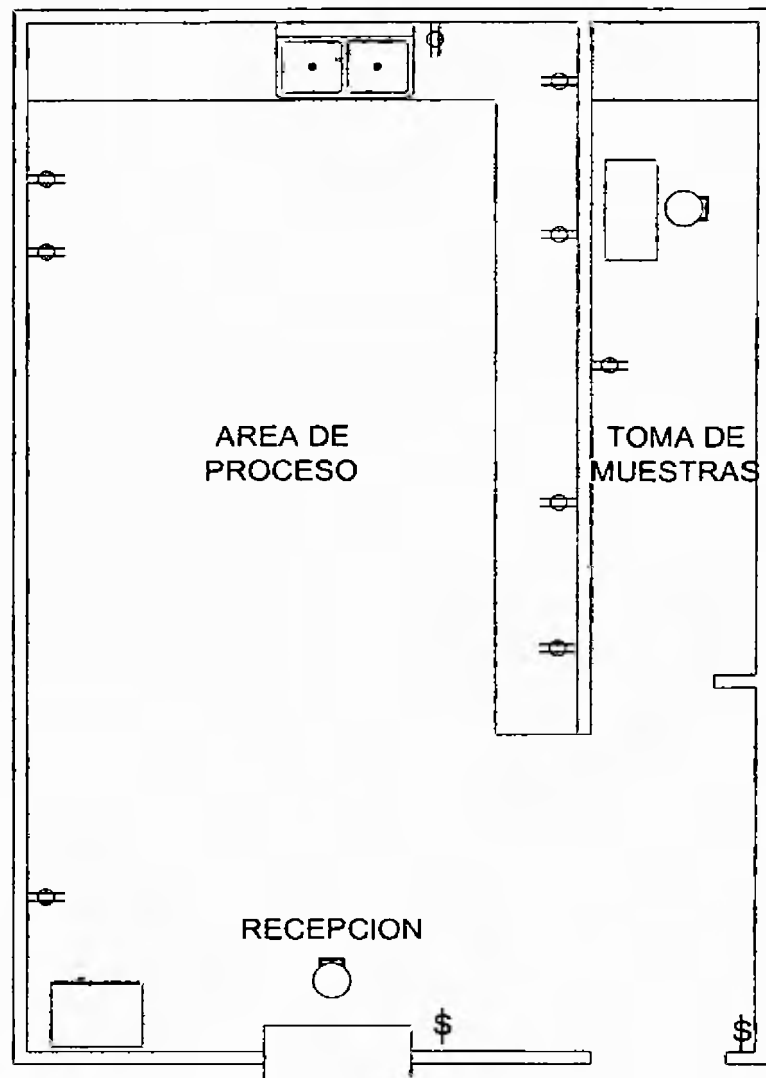 AREA DE
PROCESO
TOMA DE
MUESTRAS
RECEPCION
$
$